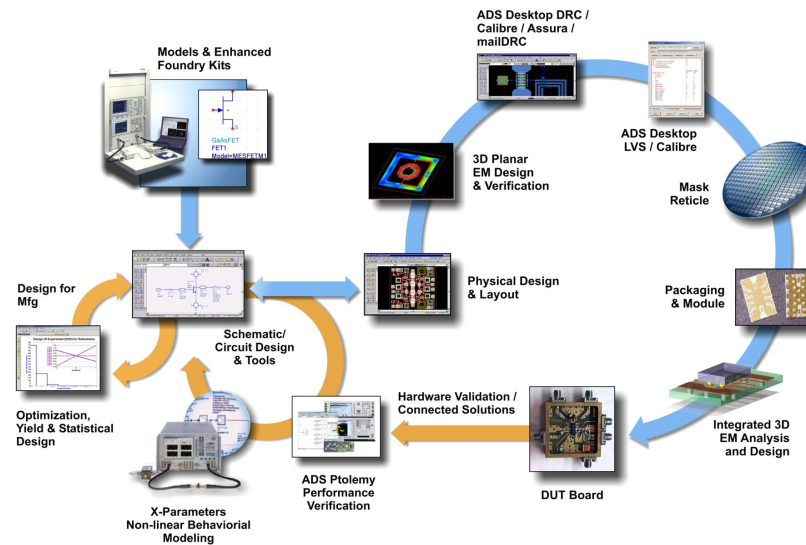 Models & Enhanced
Foundry Kits
GaAsFET
FET1
Model=MESFETM1
ADS Desktop DRC /
Calibre / Assura /
mailDRC
ADS Desktop
LVS / Calibre
3D Planar
EM Design
& Verification
Mask
Reticle
Design for
Mfg
Physical Design
& Layout
Packaging
& Module
Schematic/
Circuit Design
& Tools
Optimization,
Yield & Statistical
Design
Hardware Validation /
Connected Solutions
Integrated 3D
EM Analysis
and Design
ADS Ptolemy
Performance
Verification
DUT Board
X-Parameters
Non-linear Behaviorial
Modeling